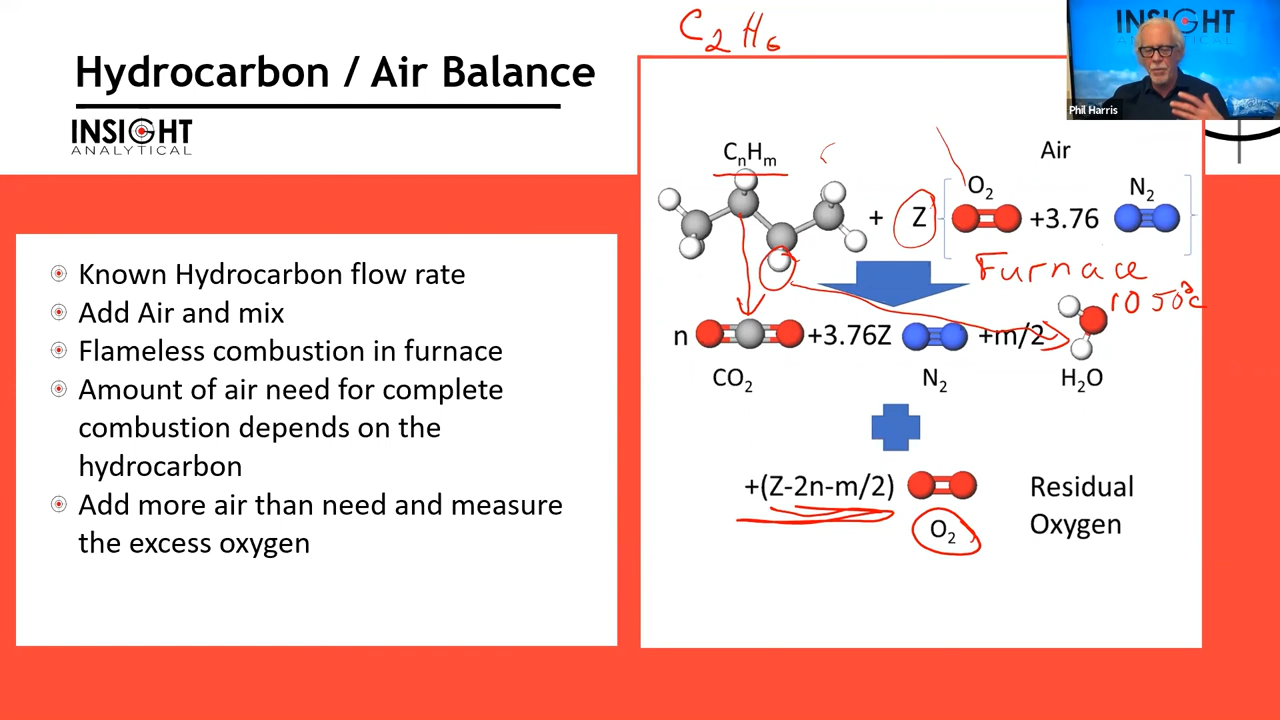 C₂H₆
INSIGHT
ANALYTICAL
Phil Harris
Hydrocarbon / Air Balance
INSIGHT
ANALYTICAL
Known Hydrocarbon flow rate
Add Air and mix
Flameless combustion in furnace
Amount of air need for complete
combustion depends on the
hydrocarbon
Add more air than need and measure
the excess oxygen
CₙHₘ
Air
O₂
N₂
+ Z
+3.76
Furnace
1050°C
n
+3.76Z
+m/2
CO₂
N₂
H₂O
+(Z-2n-m/2)
Residual
Oxygen
O₂